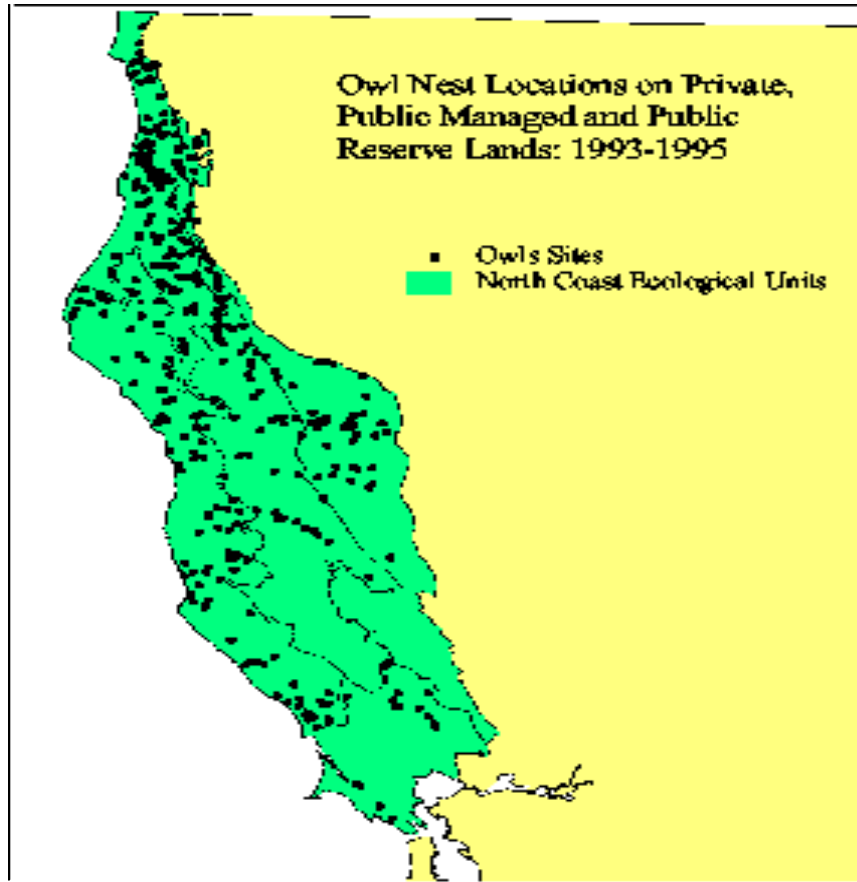 Owl Nest Locations on Private,
Public Managed and Public
Reserve Lands: 1993-1995
Owls Sites
North Coast Ecological Units